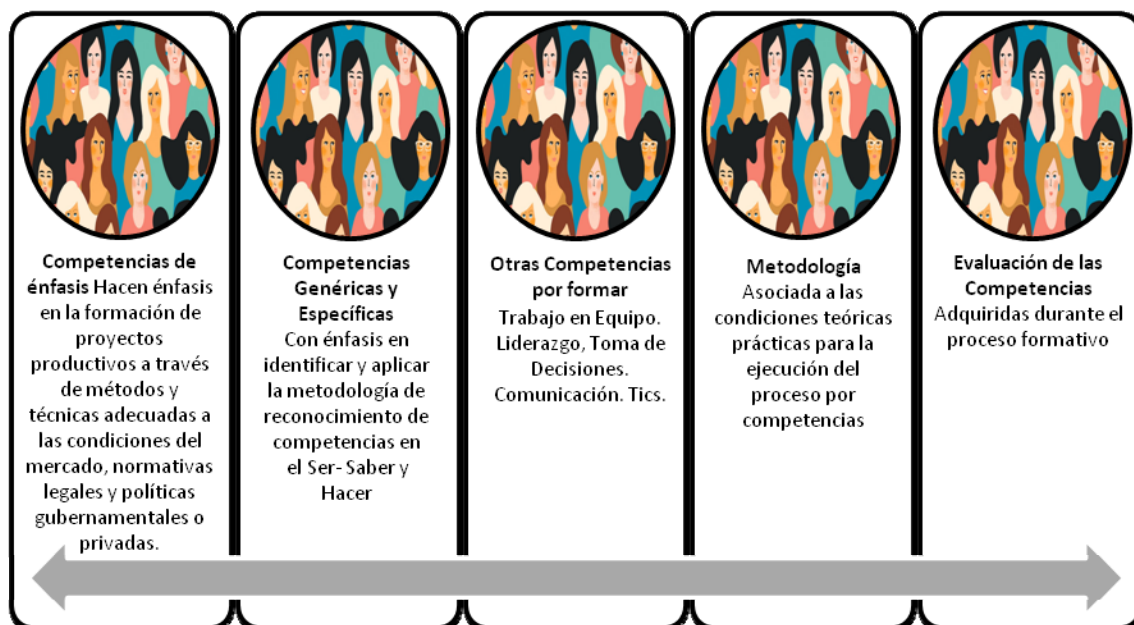 Competencias de
énfasis Hacen énfasis
en la formación de
proyectos
productivos a través
de métodos y
técnicas adecuadas a
las condiciones del
mercado, normativas
legales y políticas
gubernamentales o
privadas.
Competencias
Genéricas y
Específicas
Con énfasis en
identificar y aplicar
la metodología de
reconocimiento de
competencias en
el Ser- Saber y
Hacer
Otras Competencias
por formar
Trabajo en Equipo.
Liderazgo, Toma de
Decisiones.
Comunicación. Tics.
Metodología
Asociada a las
condiciones teóricas
prácticas para la
ejecución del
proceso por
competencias
Evaluación de las
Competencias
Adquiridas durante el
proceso formativo